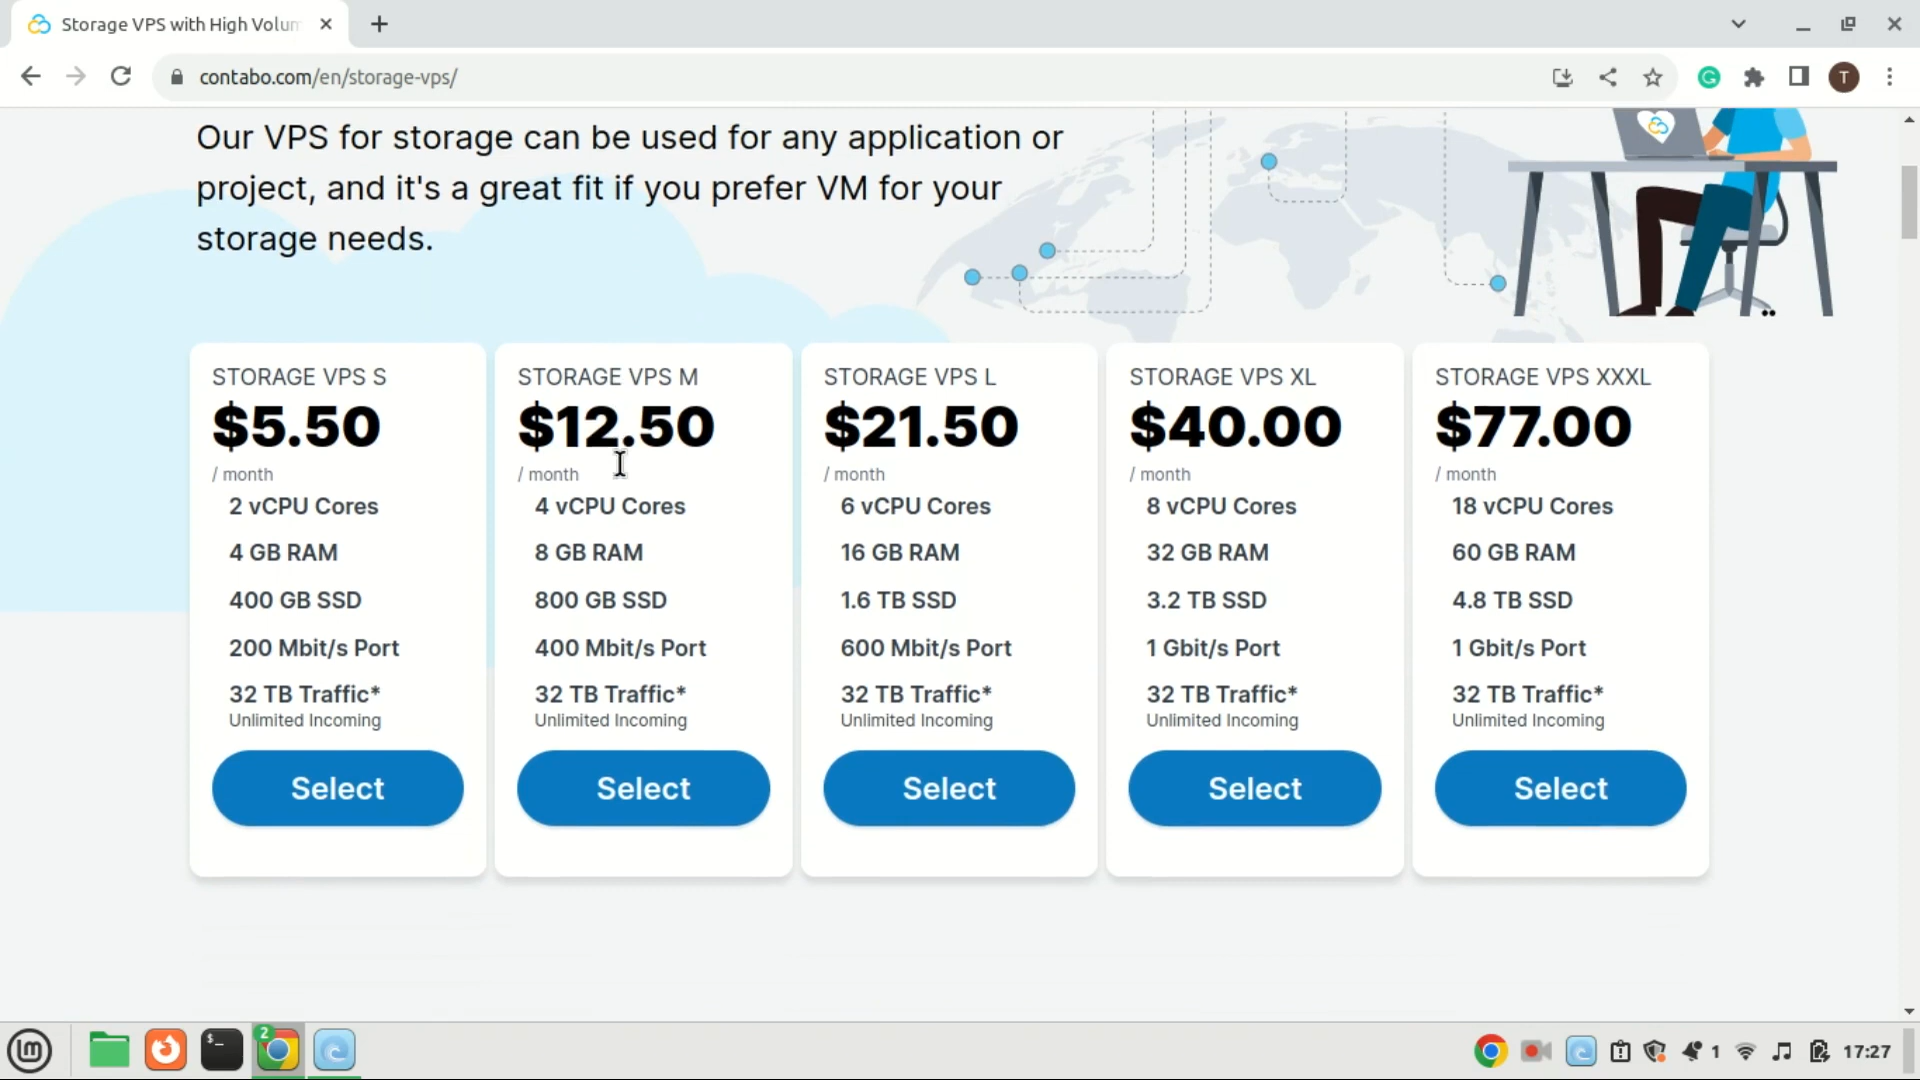 Storage VPS with High Volum
contabo.com/en/storage-vps/
T
Our VPS for storage can be used for any application or
project, and it's a great fit if you prefer VM for your
storage needs.
STORAGE VPS S
$5.50
/ month
2 vCPU Cores
4 GB RAM
400 GB SSD
200 Mbit/s Port
32 TB Traffic*
Unlimited Incoming
Select
STORAGE VPS M
$12.50
/ month
4 vCPU Cores
8 GB RAM
800 GB SSD
400 Mbit/s Port
32 TB Traffic*
Unlimited Incoming
Select
STORAGE VPS L
$21.50
/ month
6 vCPU Cores
16 GB RAM
1.6 TB SSD
600 Mbit/s Port
32 TB Traffic*
Unlimited Incoming
Select
STORAGE VPS XL
$40.00
/ month
8 vCPU Cores
32 GB RAM
3.2 TB SSD
1 Gbit/s Port
32 TB Traffic*
Unlimited Incoming
Select
STORAGE VPS XXXL
$77.00
/ month
18 vCPU Cores
60 GB RAM
4.8 TB SSD
1 Gbit/s Port
32 TB Traffic*
Unlimited Incoming
Select
$_
2
1
17:27